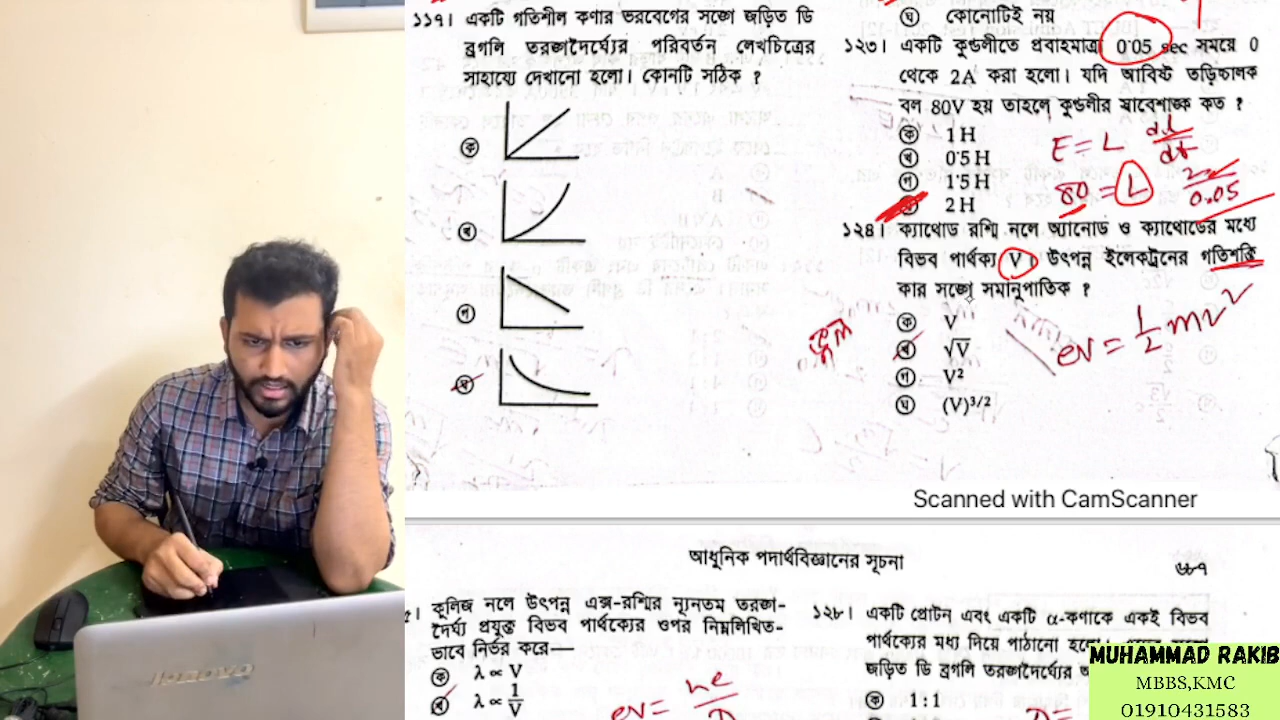 ১১৭। একটি গতিশীল কণার ভরবেগের সঙ্গে জড়িত ডি
ব্রগলি তরঙ্গদৈর্ঘ্যের পরিবর্তন লেখচিত্রের
সাহায্যে দেখানো হলো। কোনটি সঠিক ?
ক
খ
গ
ঘ
ঘ কোনোটিই নয়
১২৩। একটি কুণ্ডলীতে প্রবাহমাত্রা 0.05 sec সময়ে 0
থেকে 2A করা হলো। যদি আবিষ্ট তড়িচ্চালক
বল 80V হয় তাহলে কুণ্ডলীর স্বাবেশাঙ্ক কত ?
ক 1 H
খ 0.5 H
গ 1.5 H
2 H
E = L dI/dt
80 = L 2/0.05
১২৪। ক্যাথোড রশ্মি নলে অ্যানোড ও ক্যাথোডের মধ্যে
বিভব পার্থক্য V । উৎপন্ন ইলেকট্রনের গতিশক্তি
কার সঙ্গে সমানুপাতিক ?
ক V
খ √V
গ V²
ঘ (V)^3/2
ভুল
eV = 1/2 mv²
Scanned with CamScanner
আধুনিক পদার্থবিজ্ঞানের সূচনা
৬৮৭
৫। কুলিজ নলে উৎপন্ন এক্স-রশ্মির ন্যূনতম তরঙ্গ-
দৈর্ঘ্য প্রযুক্ত বিভব পার্থক্যের ওপর নিম্নলিখিত-
ভাবে নির্ভর করে—
ক λ ∝ V
খ λ ∝ 1/V
eV =
১২৮। একটি প্রোটন এবং একটি α-কণাকে একই বিভব
পার্থক্যের মধ্য দিয়ে পাঠানো
জড়িত ডি ব্রগলি তরঙ্গদৈর্ঘ্যের
ক 1 : 1
MUHAMMAD RAKIB
MBBS,KMC
01910431583
lenovo